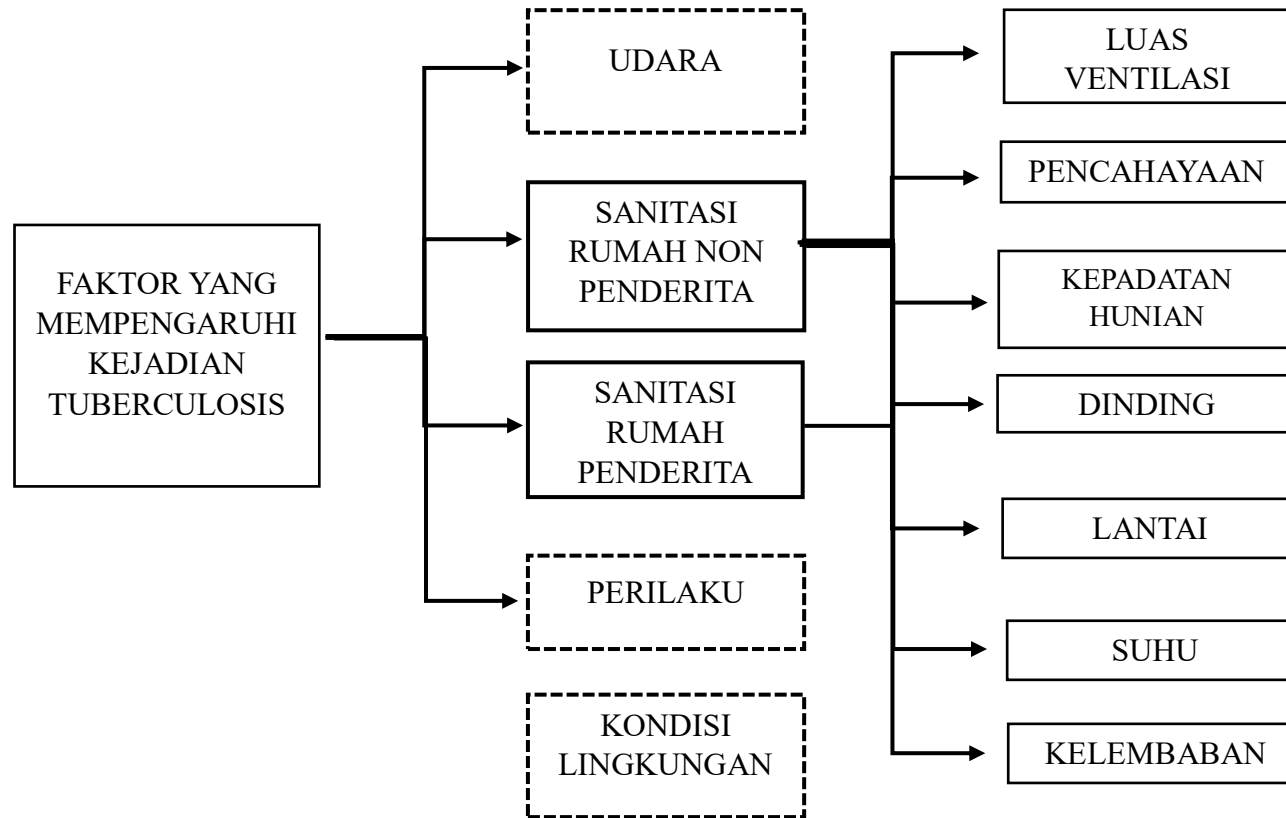 FAKTOR YANG
MEMPENGARUHI
KEJADIAN
TUBERCULOSIS
UDARA
SANITASI
RUMAH NON
PENDERITA
SANITASI
RUMAH
PENDERITA
PERILAKU
KONDISI
LINGKUNGAN
LUAS
VENTILASI
PENCAHAYAAN
KEPADATAN
HUNIAN
DINDING
LANTAI
SUHU
KELEMBABAN